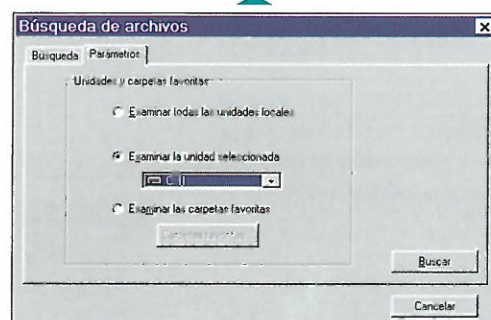 Búsqueda de archivos
Búsqueda Parámetros
Unidades y carpetas favoritas
Examinar todas las unidades locales
Examinar la unidad seleccionada
Examinar las carpetas favoritas
Buscar
Cancelar